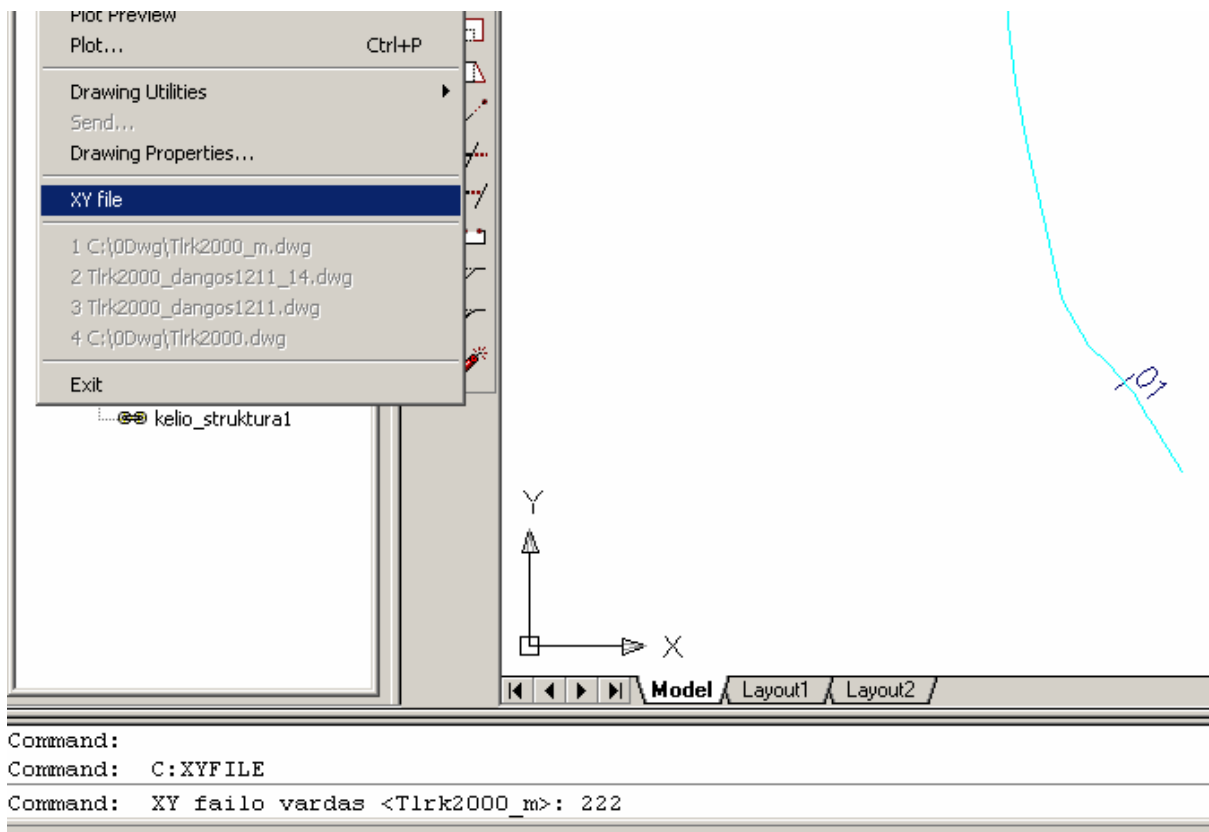 Plot Preview
Plot... Ctrl+P
Drawing Utilities
Send...
Drawing Properties...
XY file
1 C:\0Dwg\Tlrk2000_m.dwg
2 Tlrk2000_dangos1211_14.dwg
3 Tlrk2000_dangos1211.dwg
4 C:\0Dwg\Tlrk2000.dwg
Exit
kelio_struktura1
01
Y
X
Model Layout1 Layout2
Command:
Command: C:XYFILE
Command: XY failo vardas <Tlrk2000_m>: 222